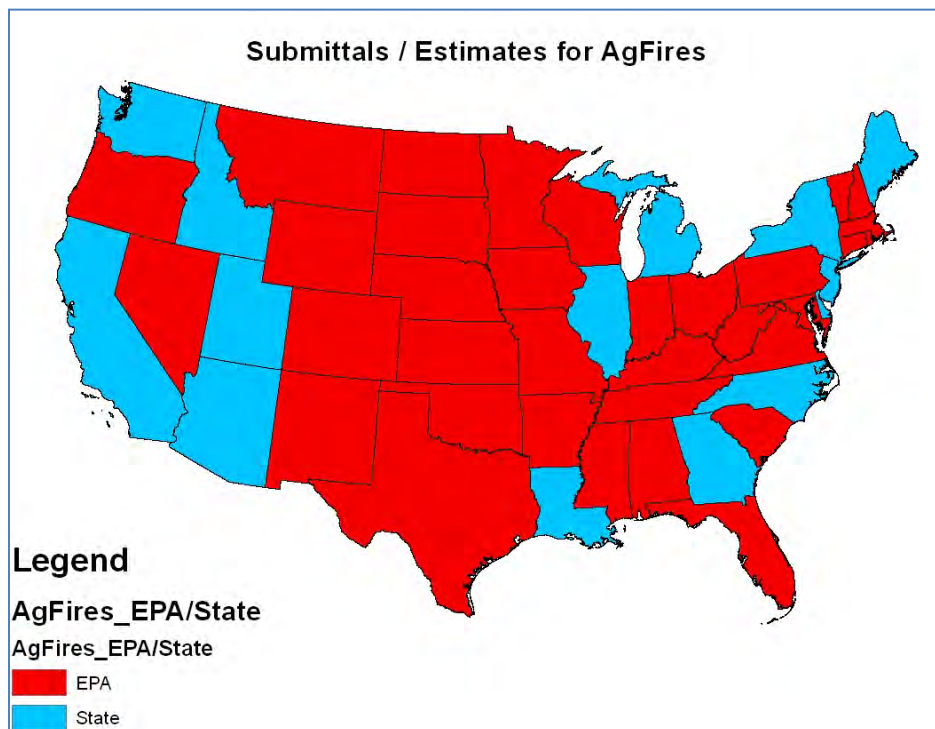 Submittals / Estimates for AgFires
Legend
AgFires_EPA/State
AgFires_EPA/State
EPA
State